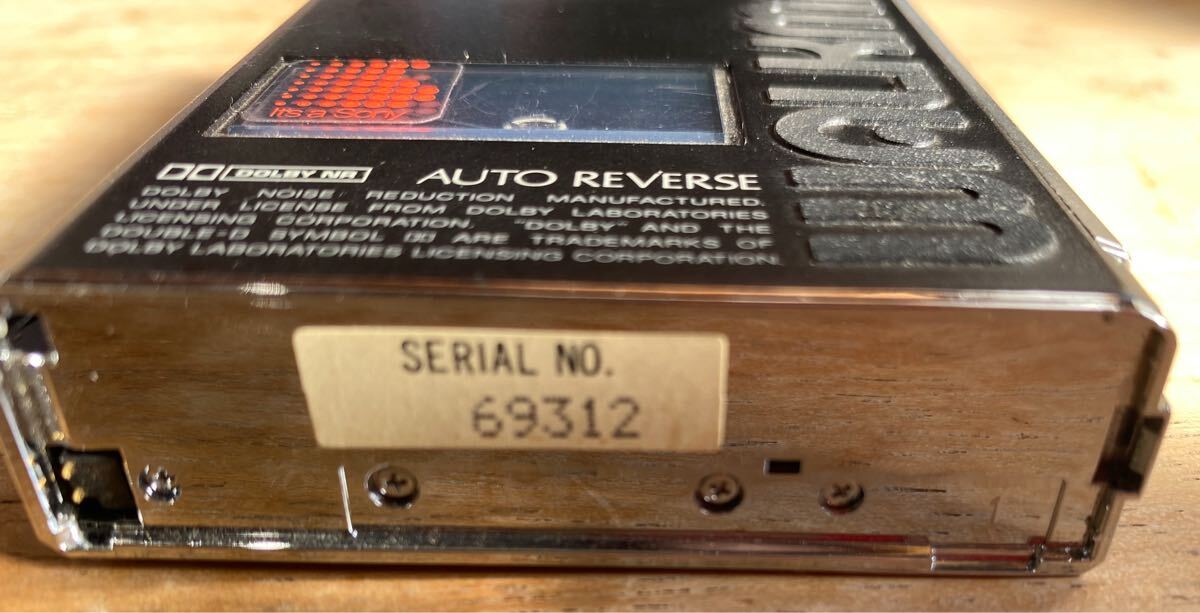 It's a Sony.
DOLBY NR
AUTO REVERSE
DOLBY NOISE REDUCTION MANUFACTURED
UNDER LICENSE FROM DOLBY LABORATORIES
LICENSING CORPORATION. "DOLBY" AND THE
DOUBLE-D SYMBOL ARE TRADEMARKS OF
DOLBY LABORATORIES LICENSING CORPORATION.
SERIAL NO.
69312